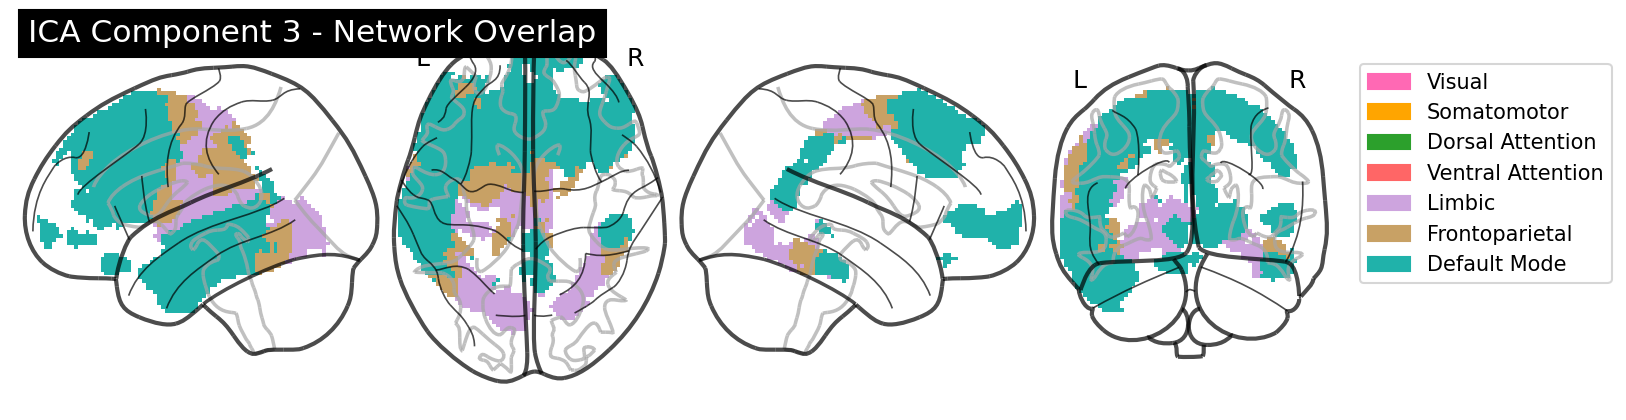 ICA Component 3 - Network Overlap
L R
L R
Visual
Somatomotor
Dorsal Attention
Ventral Attention
Limbic
Frontoparietal
Default Mode